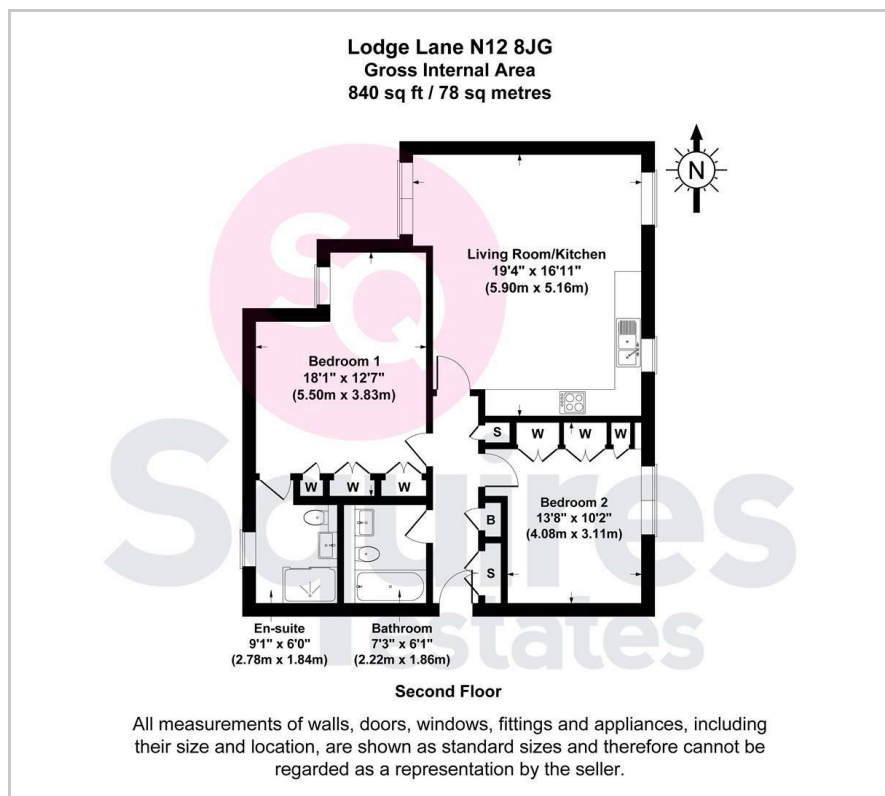 Lodge Lane N12 8JG
Gross Internal Area
840 sq ft / 78 sq metres
N
SQ
Squires
estates
Living Room/Kitchen
19'4" x 16'11"
(5.90m x 5.16m)
Bedroom 1
18'1" x 12'7"
(5.50m x 3.83m)
S
W
W
W
W
W
W
Bedroom 2
13'8" x 10'2"
(4.08m x 3.11m)
B
S
En-suite
9'1" x 6'0"
(2.78m x 1.84m)
Bathroom
7'3" x 6'1"
(2.22m x 1.86m)
Second Floor
All measurements of walls, doors, windows, fittings and appliances, including
their size and location, are shown as standard sizes and therefore cannot be
regarded as a representation by the seller.